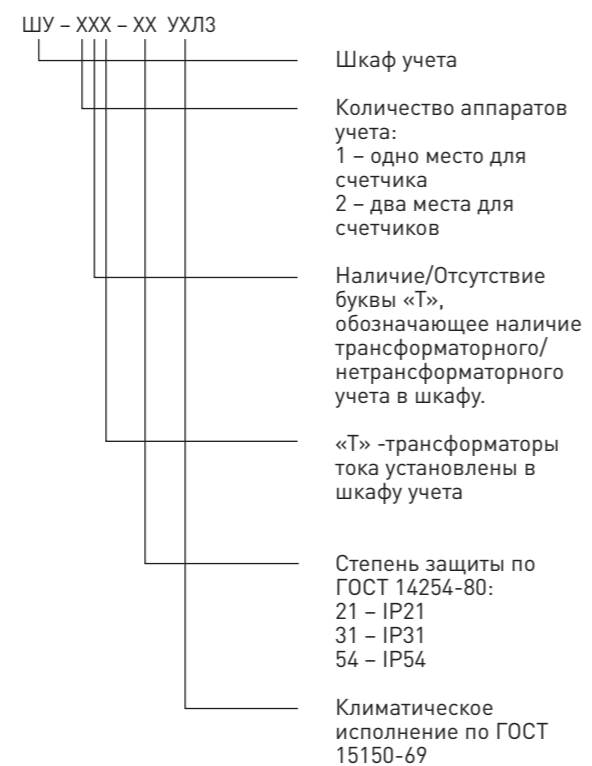 ШУ – ХХХ – ХХ УХЛ3
Шкаф учета
Количество аппаратов
учета:
1 – одно место для
счетчика
2 – два места для
счетчиков
Наличие/Отсутствие
буквы «Т»,
обозначающее наличие
трансформаторного/
нетрансформаторного
учета в шкафу.
«Т» -трансформаторы
тока установлены в
шкафу учета
Степень защиты по
ГОСТ 14254-80:
21 – IP21
31 – IP31
54 – IP54
Климатическое
исполнение по ГОСТ
15150-69